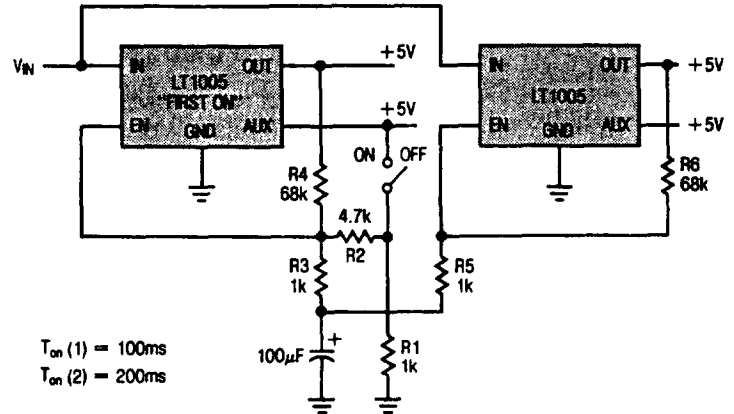 VIN
IN
OUT
LT1005
"FIRST ON"
EN
GND
AUX
+5V
+5V
ON
OFF
IN
OUT
LT1005
EN
GND
AUX
+5V
+5V
R4
68k
4.7k
R2
R3
1k
100μF
+
R1
1k
R5
1k
R6
68k
Ton (1) = 100ms
Ton (2) = 200ms